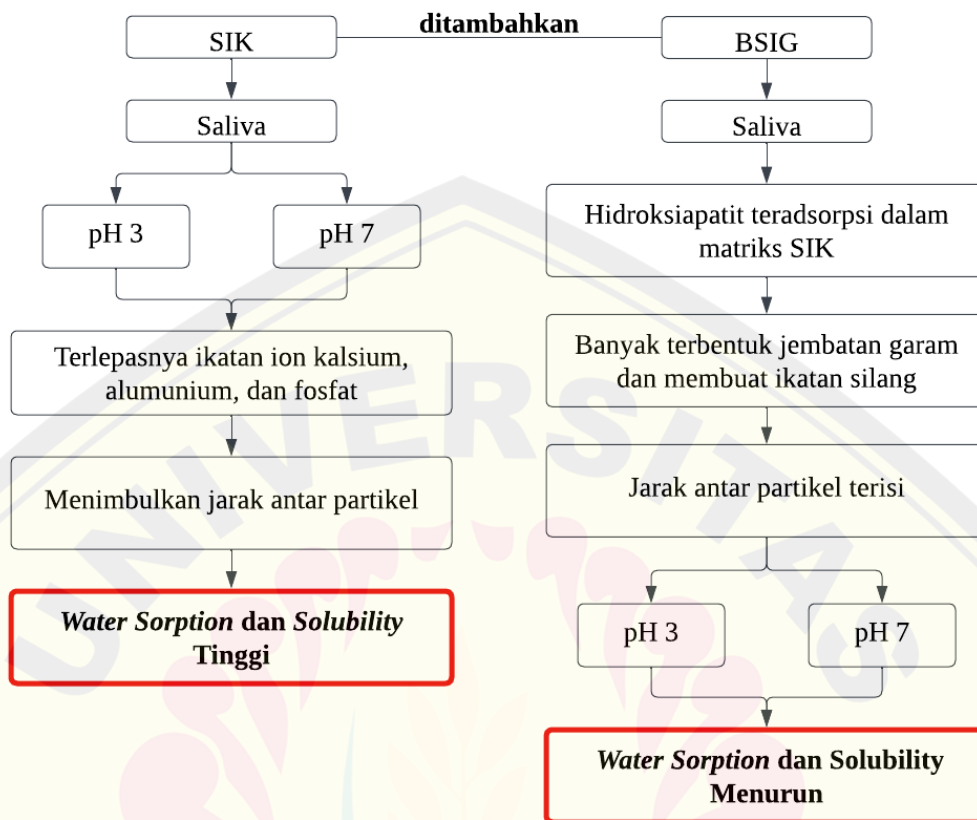 SIK
ditambahkan
BSIG
Saliva
Saliva
pH 3
pH 7
Hidroksiapatit teradsorpsi dalam
matriks SIK
Terlepasnya ikatan ion kalsium,
alumunium, dan fosfat
Banyak terbentuk jembatan garam
dan membuat ikatan silang
Menimbulkan jarak antar partikel
Jarak antar partikel terisi
Water Sorption dan Solubility
Tinggi
pH 3
pH 7
Water Sorption dan Solubility
Menurun
UNIVERSITAS